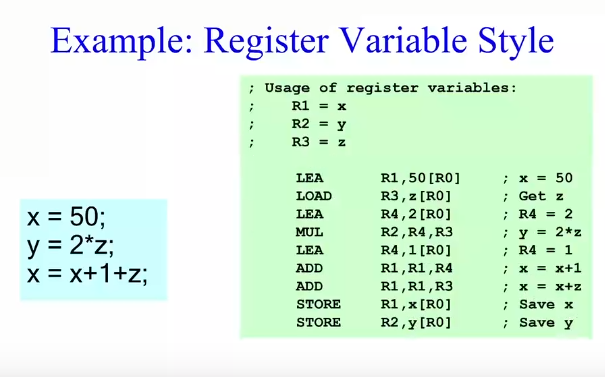 Example: Register Variable Style
x = 50;
y = 2*z;
x = x+1+z;
; Usage of register variables:
;    R1 = x
;    R2 = y
;    R3 = z
LEA    R1,50[R0]    ; x = 50
LOAD    R3,z[R0]    ; Get z
LEA    R4,2[R0]    ; R4 = 2
MUL    R2,R4,R3    ; y = 2*z
LEA    R4,1[R0]    ; R4 = 1
ADD    R1,R1,R4    ; x = x+1
ADD    R1,R1,R3    ; x = x+z
STORE    R1,x[R0]    ; Save x
STORE    R2,y[R0]    ; Save y